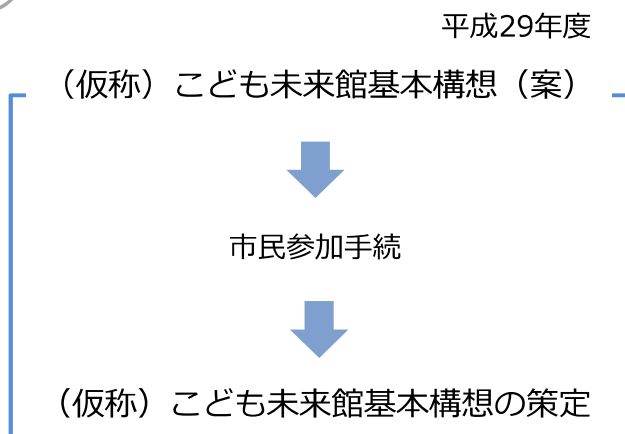 平成29年度
（仮称）こども未来館基本構想（案）
市民参加手続
（仮称）こども未来館基本構想の策定